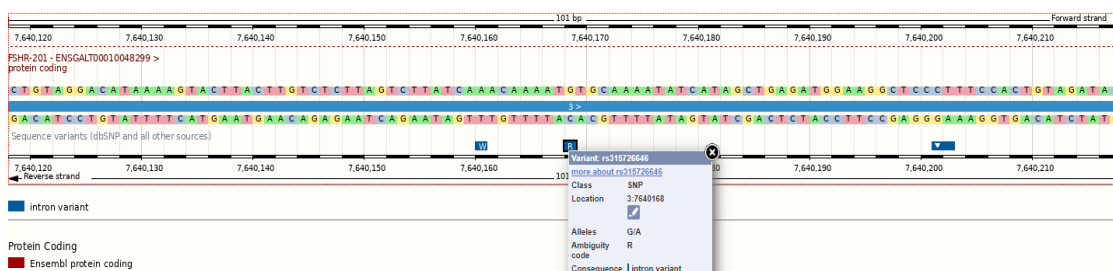 101 bp Forward strand
7,640,120 7,640,130 7,640,140 7,640,150 7,640,160 7,640,170 7,640,180 7,640,190 7,640,200 7,640,210
FSHR-201 - ENSGALT00010048299 >
protein coding
C T G T A G G A C A T A A A A G T A C T T A C T T G T C T C T T A G T C T T A T C A A A C A A A A T G T G C A A A A T A T C A T A G C T G A G A T G G A A G G C T C C C T T T C C A C T G T A G A T A
3 >
G A C A T C C T G T A T T T T C A T G A A T G A A C A G A G A A T C A G A A T A G T T T G T T T T A C A C G T T T T A T A G T A T C G A C T C T A C C T T C C G A G G G A A A G G T G A C A T C T A T
Sequence variants (dbSNP and all other sources)
W R
7,640,120 7,640,130 7,640,140 7,640,150 7,640,160 7,640,190 7,640,200 7,640,210
Reverse strand 101
Variant: rs315726646
more about rs315726646
Class SNP
Location 3:7640168
Alleles G/A
Ambiguity code R
Consequence intron variant
intron variant
Protein Coding
Ensembl protein coding